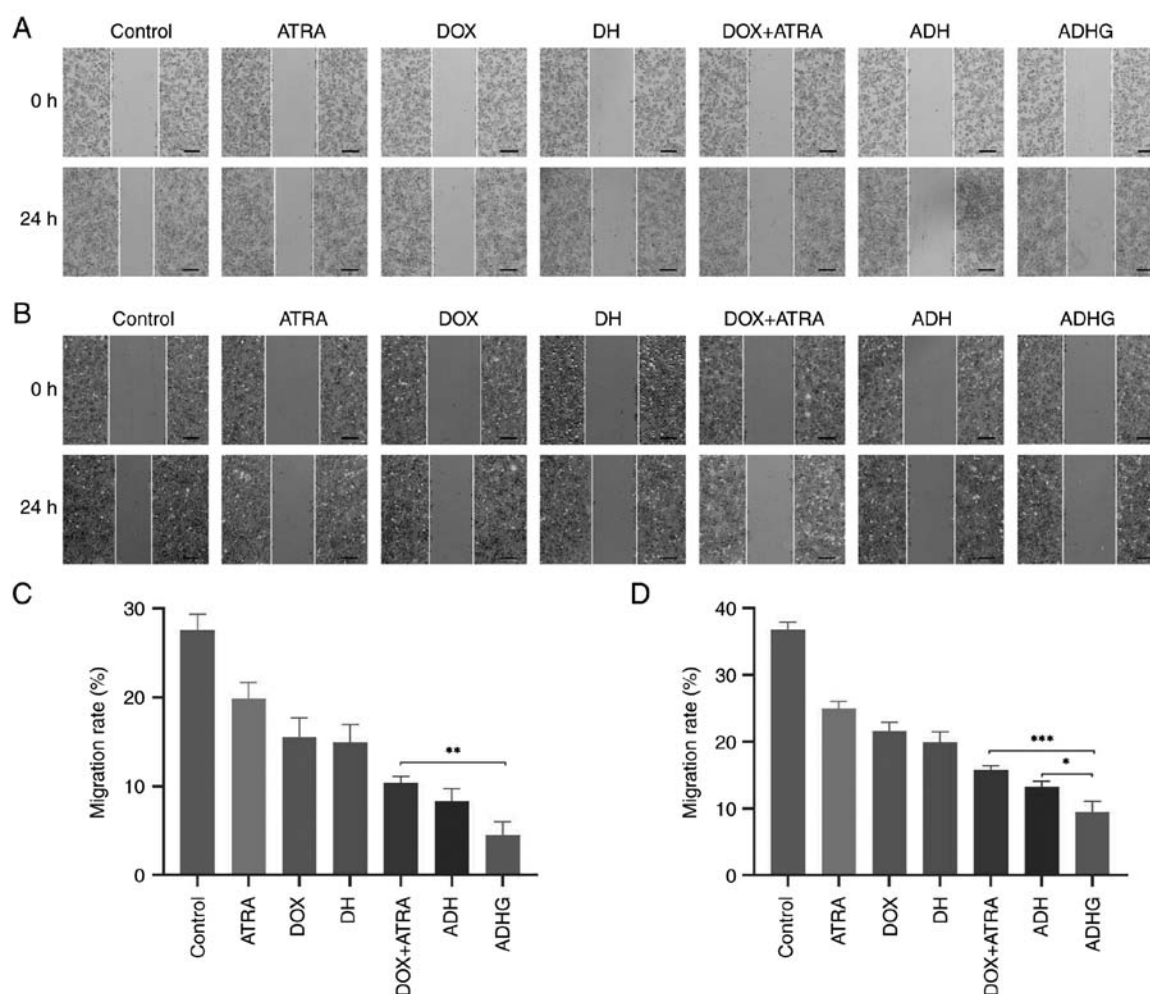 A
Control ATRA DOX DH DOX+ATRA ADH ADHG
0 h
24 h
B
Control ATRA DOX DH DOX+ATRA ADH ADHG
0 h
24 h
C
Migration rate (%)
30
20
10
0
**
Control ATRA DOX DH DOX+ATRA ADH ADHG
D
Migration rate (%)
40
30
20
10
0
***
*
Control ATRA DOX DH DOX+ATRA ADH ADHG